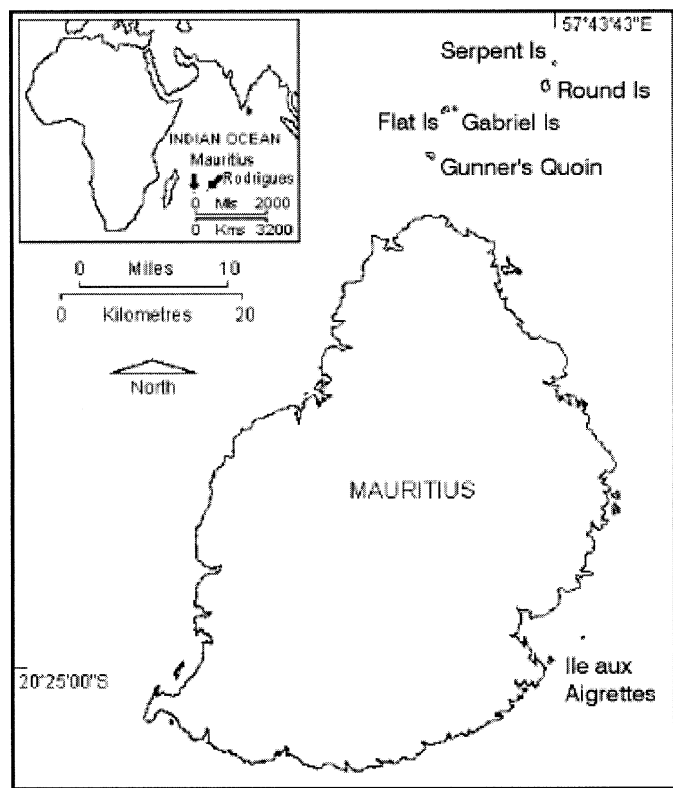 57°43'43"E
Serpent Is
Round Is
Flat Is Gabriel Is
Gunner's Quoin
INDIAN OCEAN
Mauritius
Rodrigues
0 Mls 2000
0 Kms 3200
0 Miles 10
0 Kilometres 20
North
MAURITIUS
20°25'00"S
Ile aux
Aigrettes